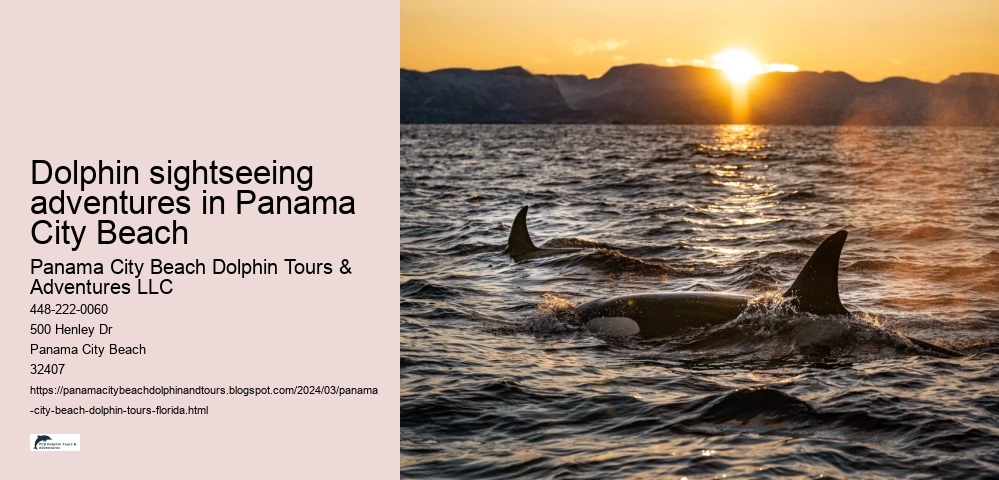 Dolphin sightseeing
adventures in Panama
City Beach
Panama City Beach Dolphin Tours &
Adventures LLC
448-222-0060
500 Henley Dr
Panama City Beach
32407
https://panamacitybeachdolphinandtours.blogspot.com/2024/03/panama
-city-beach-dolphin-tours-florida.html
PCB Dolphin Tours &
Adventures